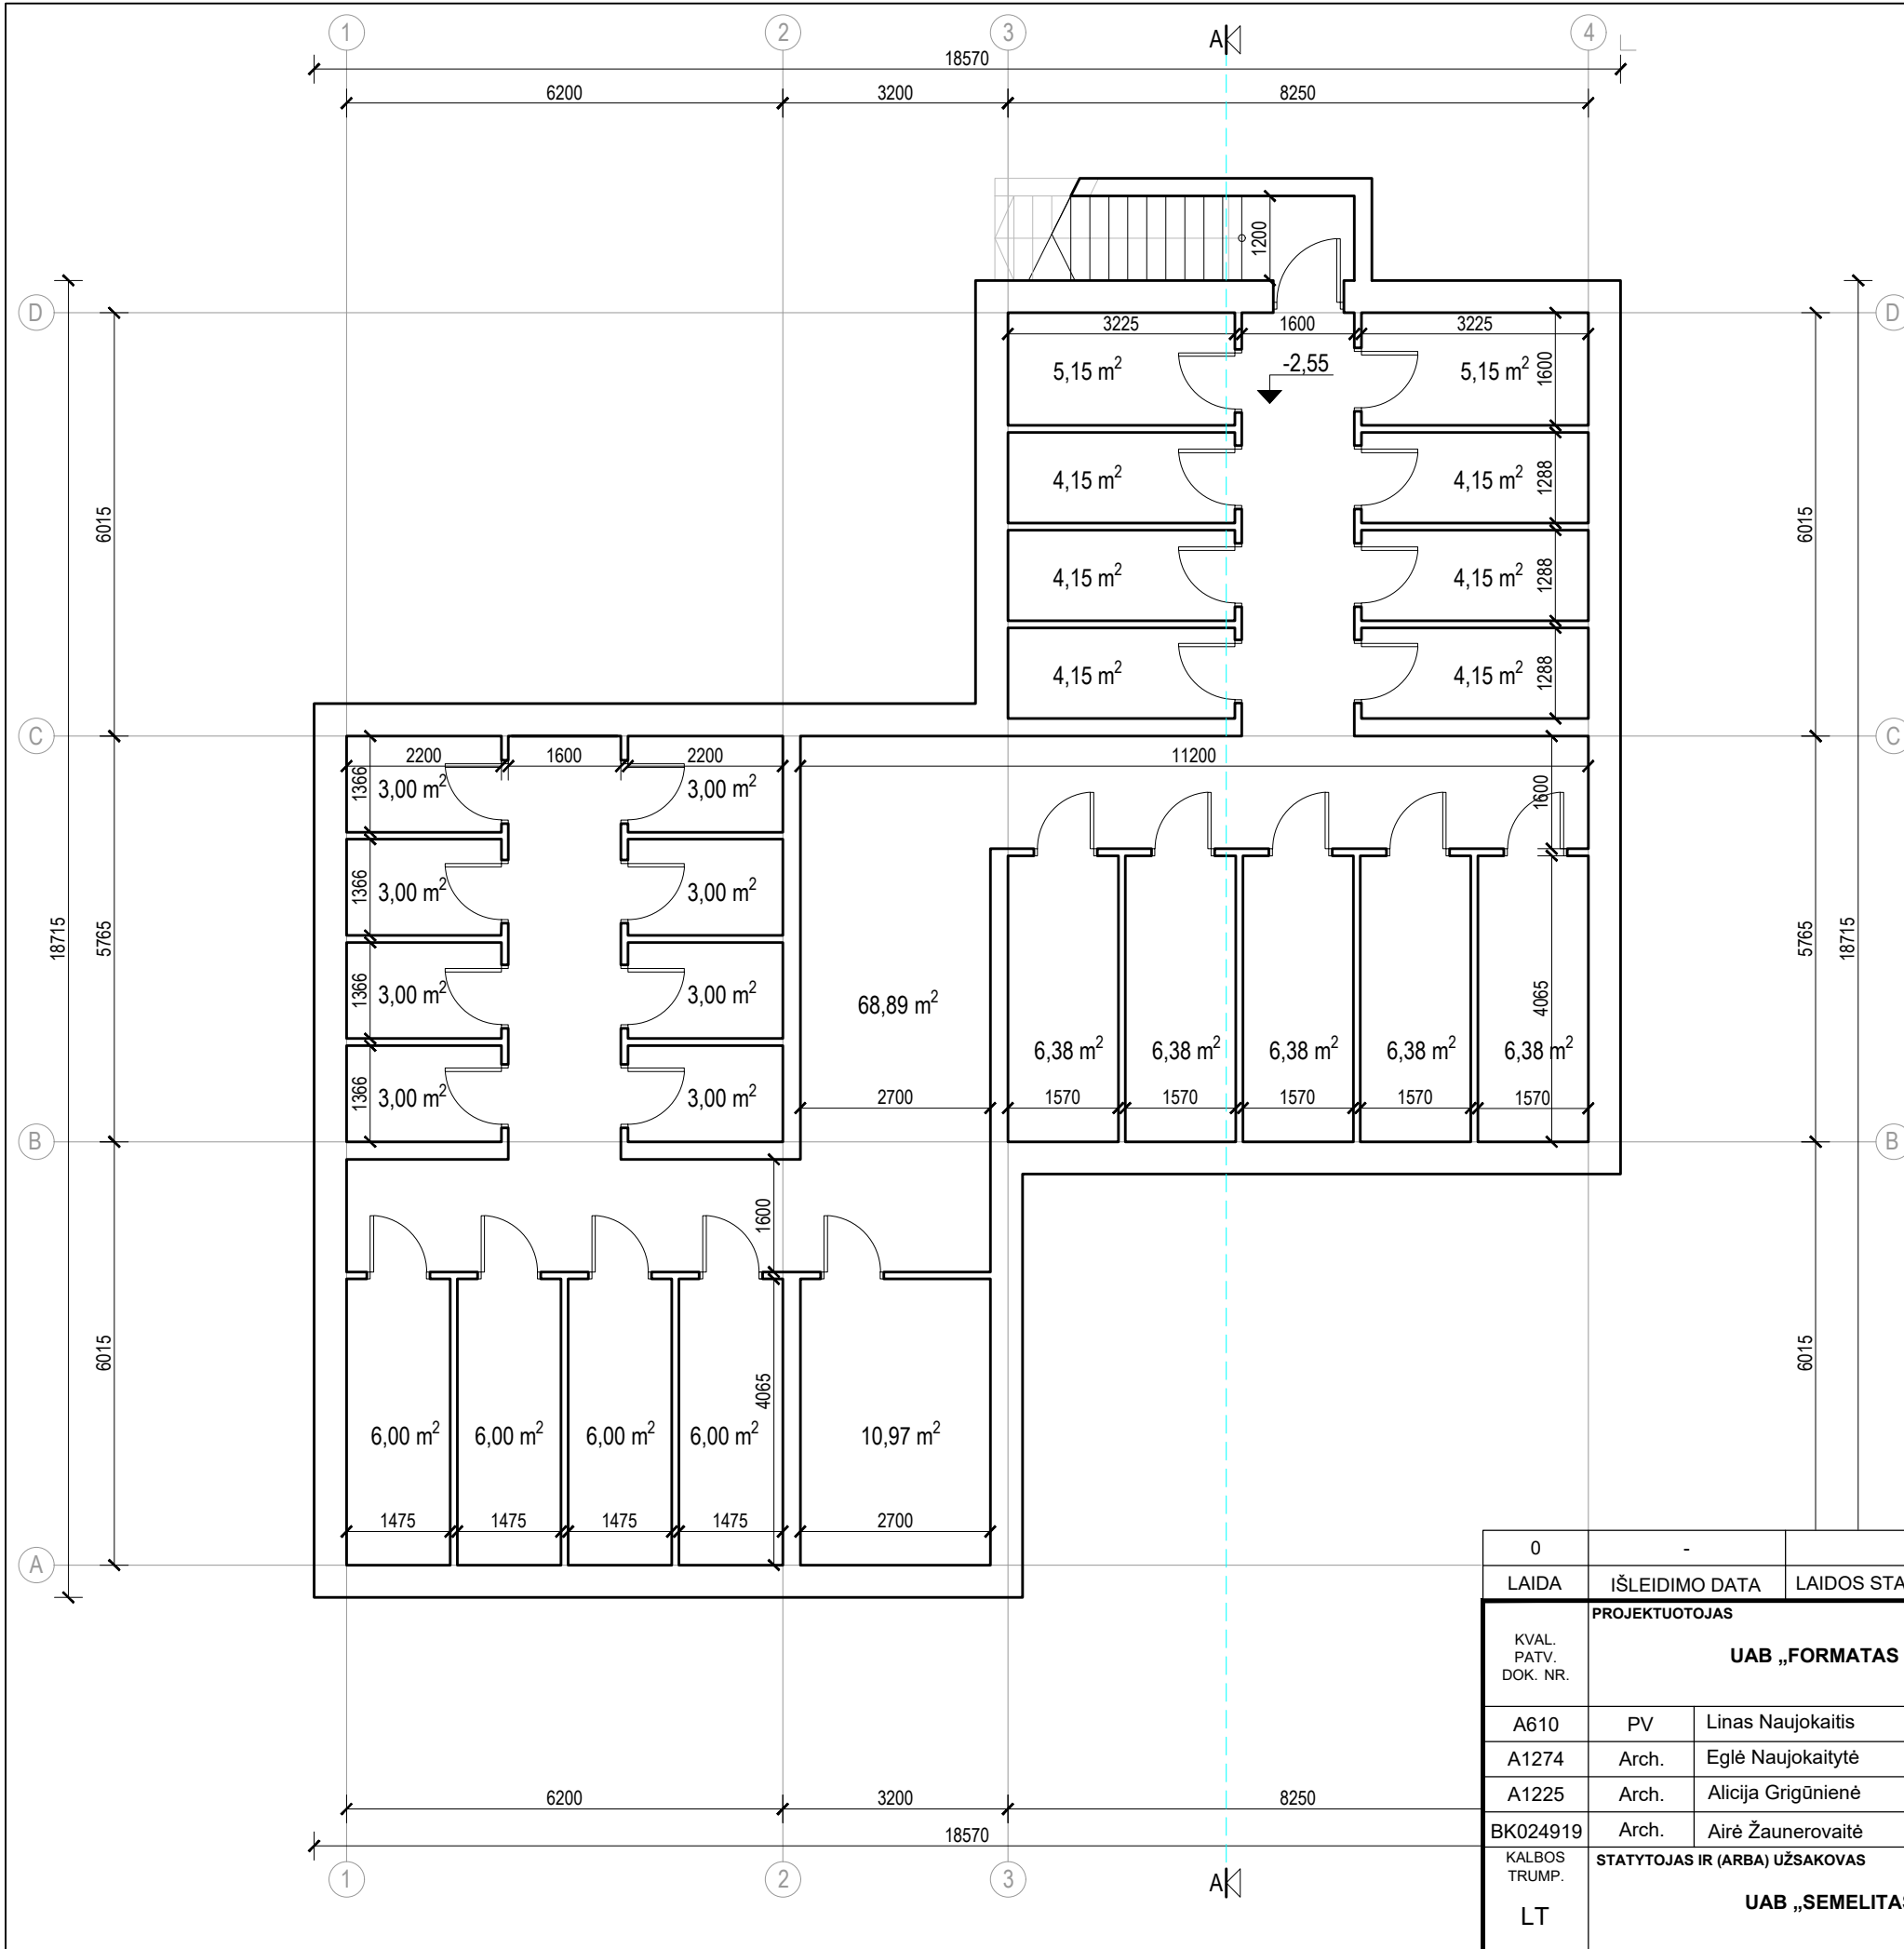 1 2 3 A 4
18570
6200 3200 8250
1200
D D
3225 1600 3225
5,15 m² -2,55 5,15 m² 1600
4,15 m² 4,15 m² 1288
6015 6015
4,15 m² 4,15 m² 1288
4,15 m² 4,15 m² 1288
C C
2200 1600 2200 11200
1366 3,00 m² 3,00 m² 1600
1366 3,00 m² 3,00 m²
18715 5765 5765 18715
1366 3,00 m² 3,00 m² 68,89 m² 4065
6,38 m² 6,38 m² 6,38 m² 6,38 m² 6,38 m²
1366 3,00 m² 3,00 m² 2700 1570 1570 1570 1570 1570
B B
1600
6015 6015
4065
6,00 m² 6,00 m² 6,00 m² 6,00 m² 10,97 m²
1475 1475 1475 1475 2700
A
0 -
LAIDA IŠLEIDIMO DATA LAIDOS STA
PROJEKTUOTOJAS
KVAL.
PATV.
DOK. NR.
UAB „FORMATAS
A610 PV Linas Naujokaitis
A1274 Arch. Eglė Naujokaitytė
A1225 Arch. Alicija Grigūnienė
BK024919 Arch. Airė Žaunerovaitė
KALBOS
TRUMP.
LT
STATYTOJAS IR (ARBA) UŽSAKOVAS
UAB „SEMELITAS
6200 3200 8250
18570
1 2 3 A